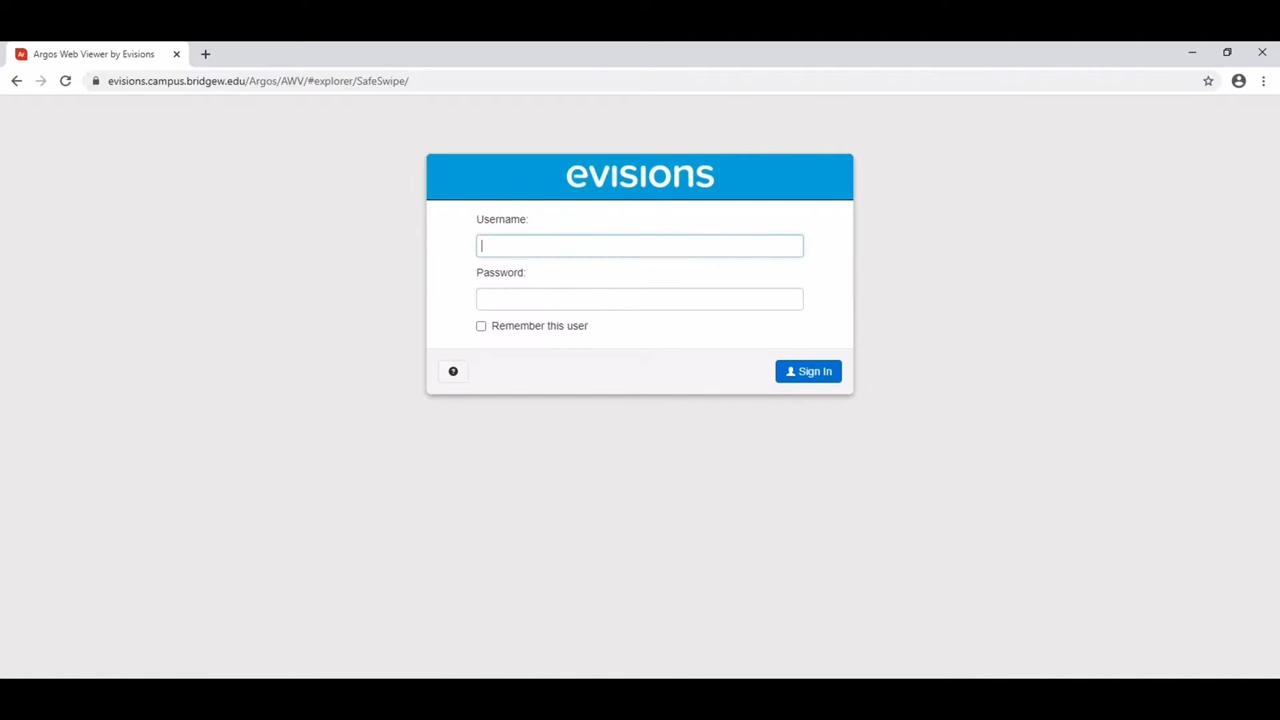 Argos Web Viewer by Evisions
evisions.campus.bridgew.edu/Argos/AWV/#explorer/SafeSwipe/
evisions
Username:
Password:
Remember this user
Sign In